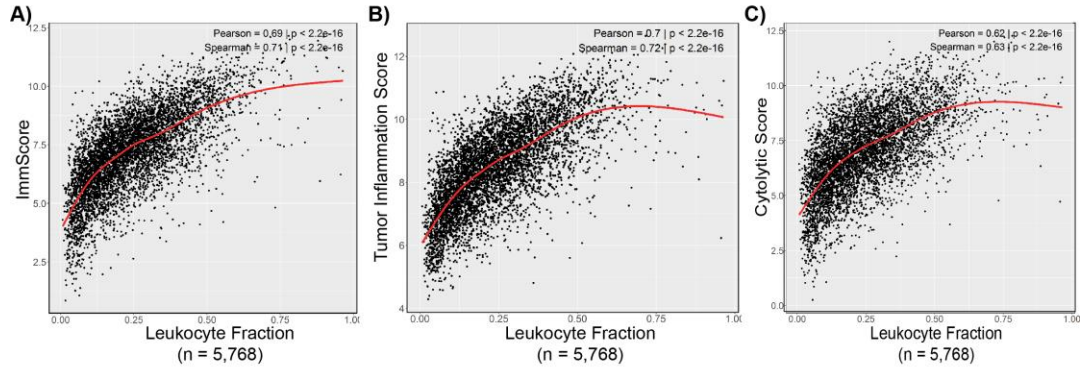 A)
Pearson = 0.69 | p < 2.2e-16
Spearman = 0.71 | p < 2.2e-16
12.5
10.0
7.5
5.0
2.5
ImmScore
0.00 0.25 0.50 0.75 1.00
Leukocyte Fraction
(n = 5,768)
B)
Pearson = 0.7 | p < 2.2e-16
Spearman = 0.72 | p < 2.2e-16
12
10
8
6
4
Tumor Inflammation Score
0.00 0.25 0.50 0.75 1.00
Leukocyte Fraction
(n = 5,768)
C)
Pearson = 0.62 | p < 2.2e-16
Spearman = 0.63 | p < 2.2e-16
12.5
10.0
7.5
5.0
2.5
0.0
Cytolytic Score
0.00 0.25 0.50 0.75 1.00
Leukocyte Fraction
(n = 5,768)